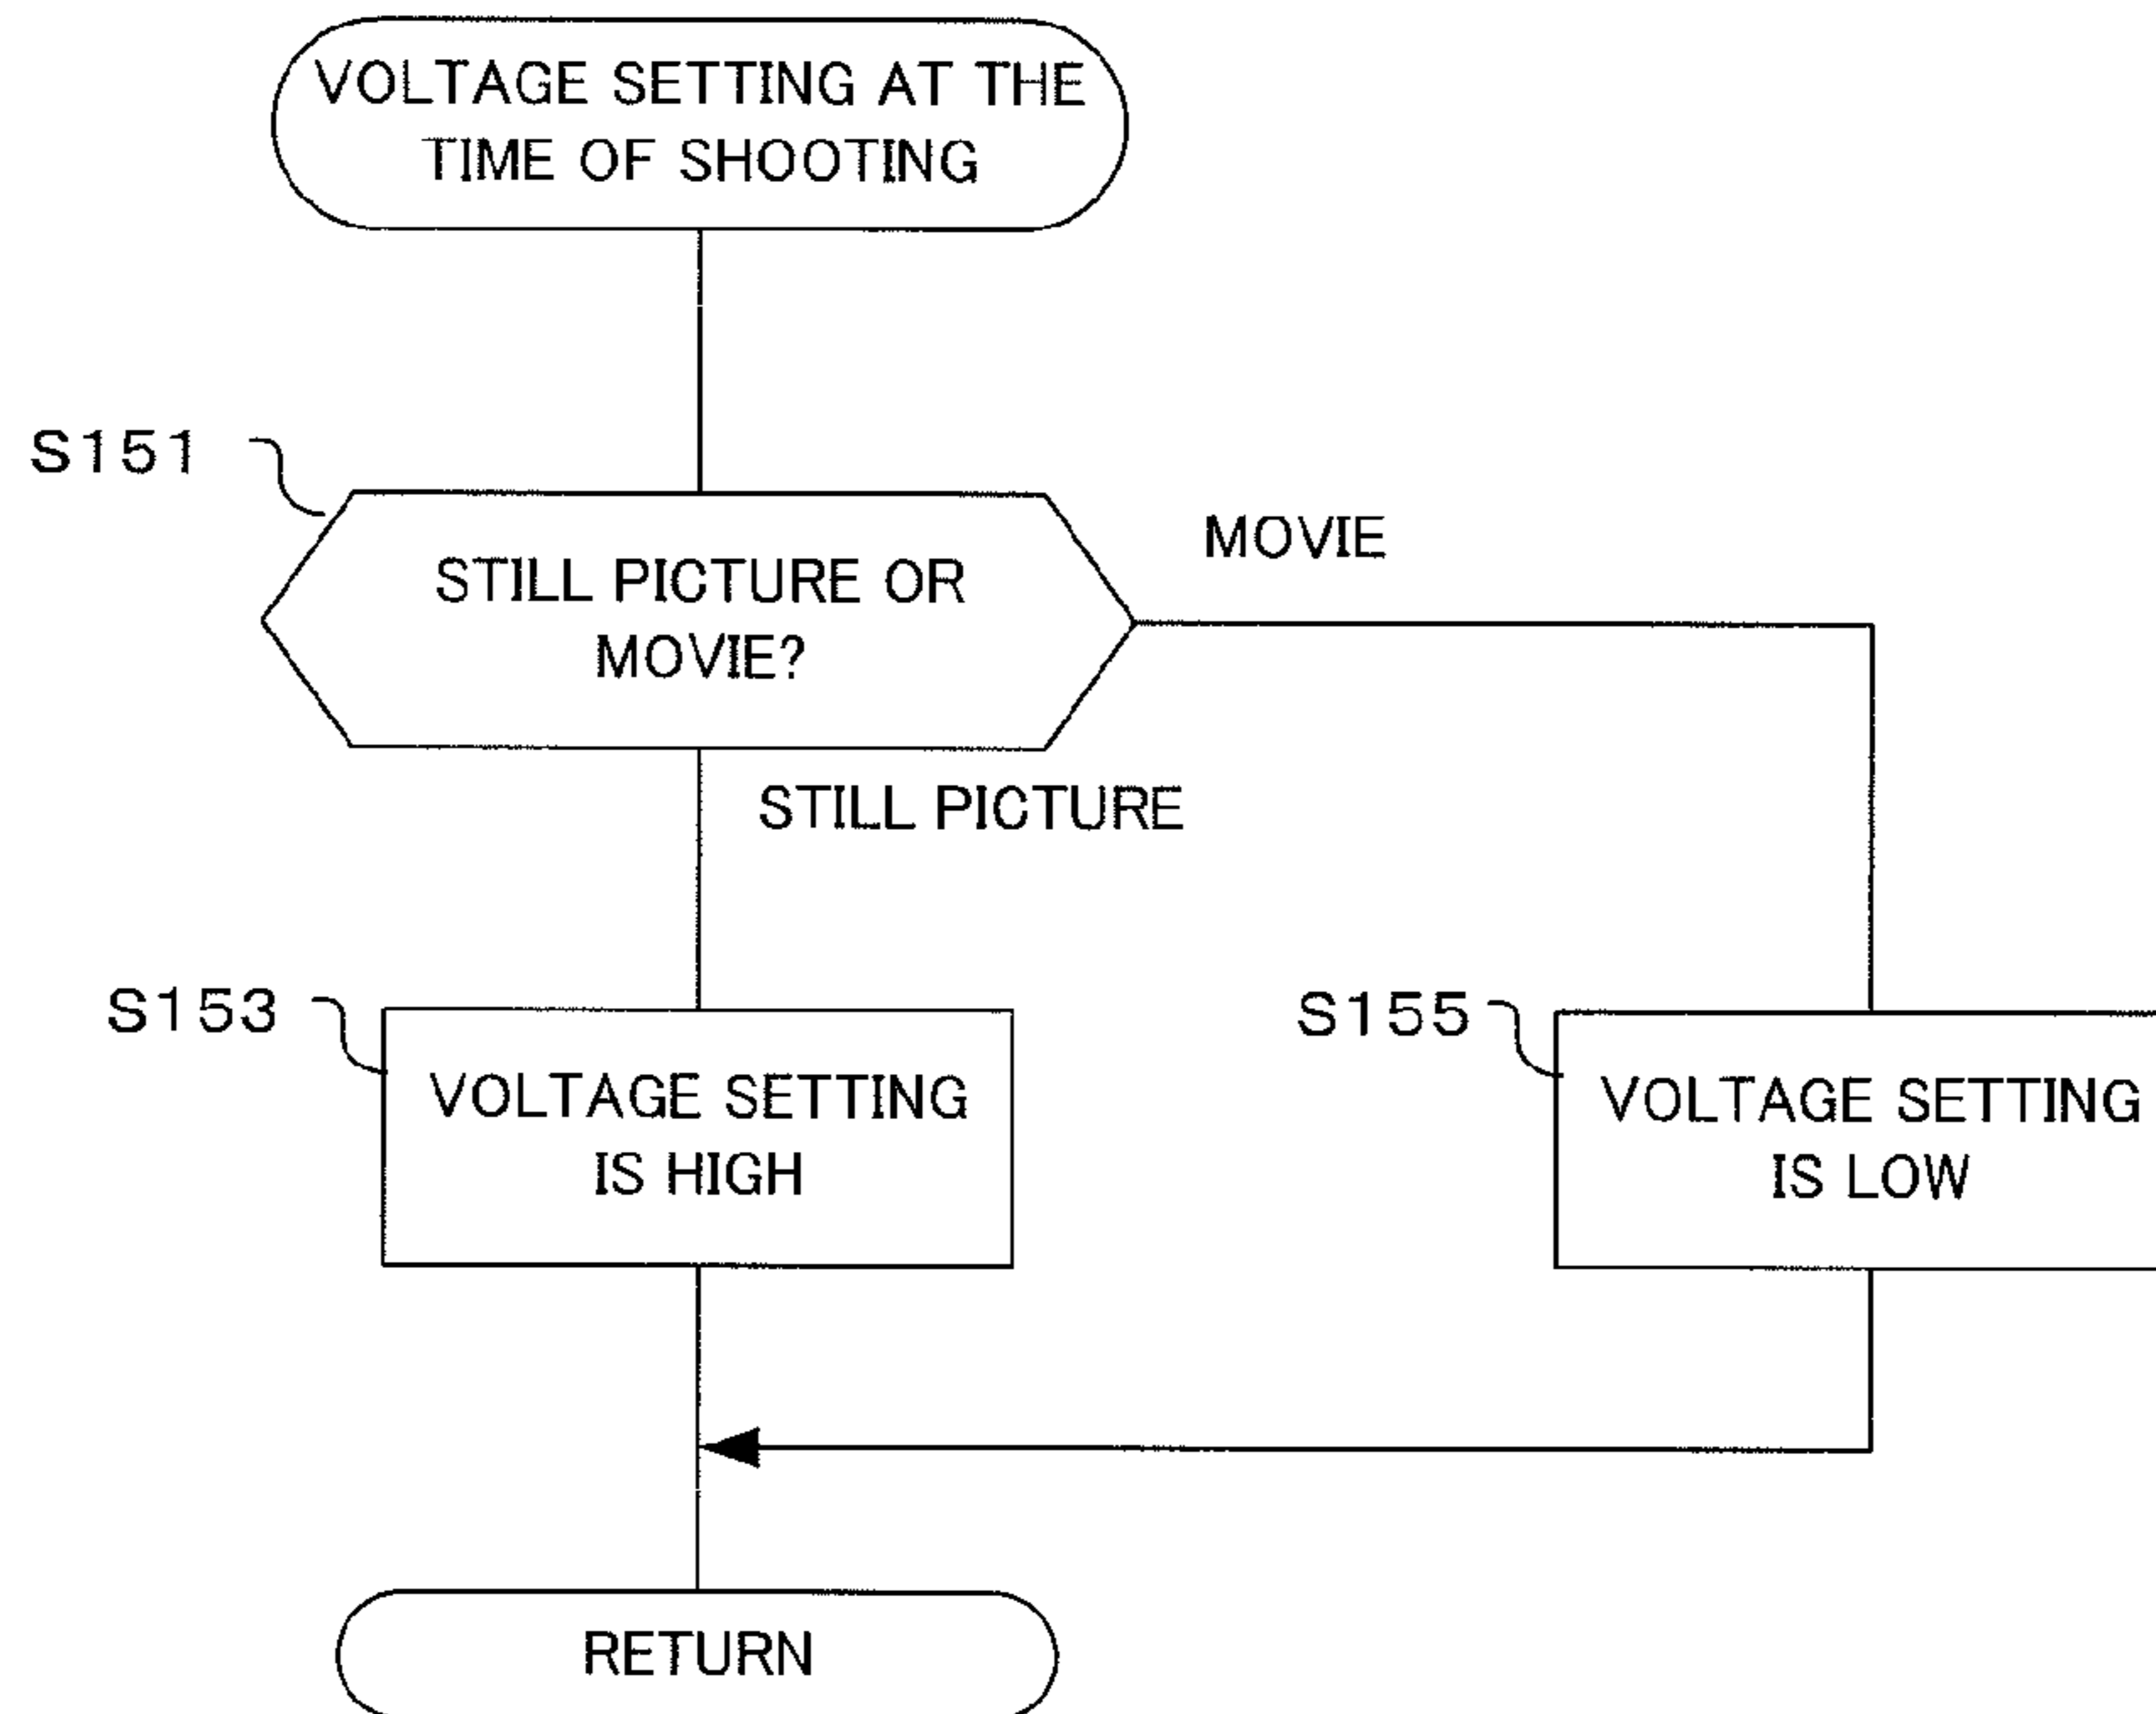 VOLTAGE SETTING AT THE
TIME OF SHOOTING
S151
STILL PICTURE OR
MOVIE?
MOVIE
STILL PICTURE
S153
VOLTAGE SETTING
IS HIGH
S155
VOLTAGE SETTING
IS LOW
RETURN